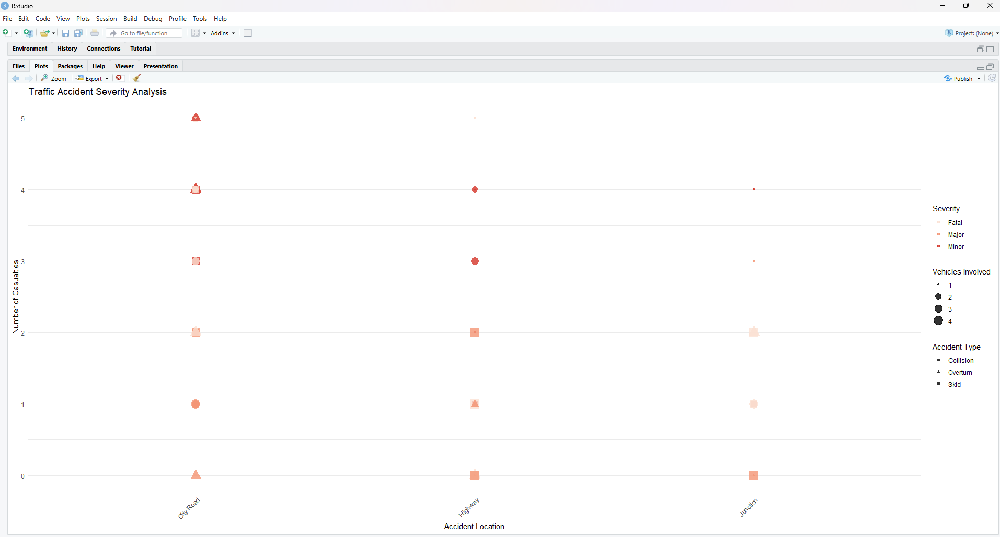 RStudio
File Edit Code View Plots Session Build Debug Profile Tools Help
Go to file/function Addins Project: (None)
Environment History Connections Tutorial
Files Plots Packages Help Viewer Presentation
Zoom Export Publish
Traffic Accident Severity Analysis
5
4
3
2
1
0
Number of Casualties
City Road Highway Junction
Accident Location
Severity
Fatal
Major
Minor
Vehicles Involved
1
2
3
4
Accident Type
Collision
Overturn
Skid